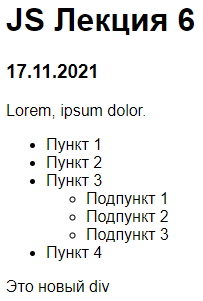 JS Лекция 6
17.11.2021
Lorem, ipsum dolor.
Пункт 1
Пункт 2
Пункт 3
Подпункт 1
Подпункт 2
Подпункт 3
Пункт 4
Это новый div